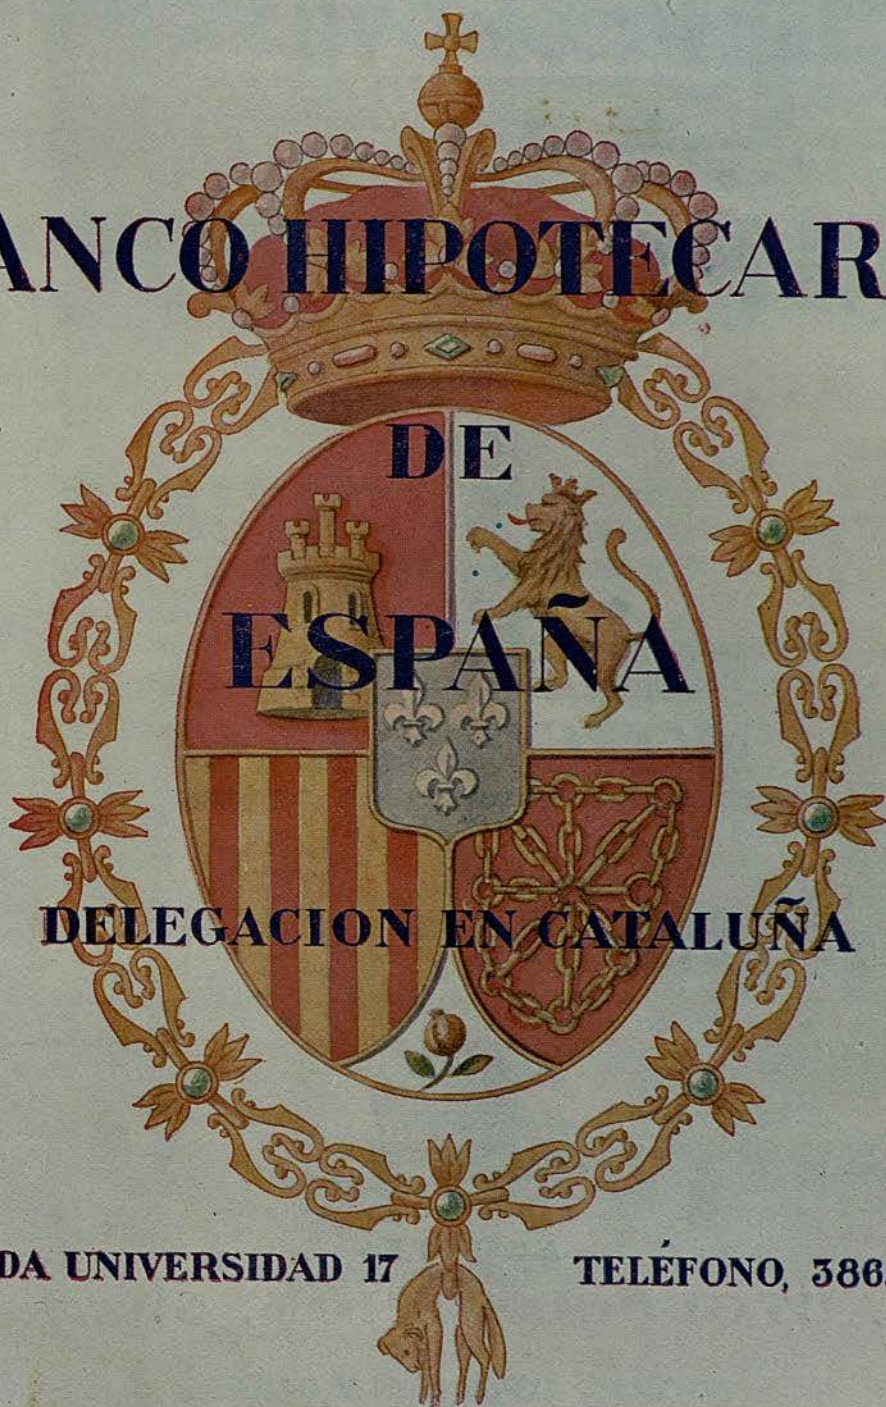 ANCO HIPOTECAR
DE
ESPAÑA
DELEGACION EN CATALUÑA
DA UNIVERSIDAD 17 TELÉFONO, 386